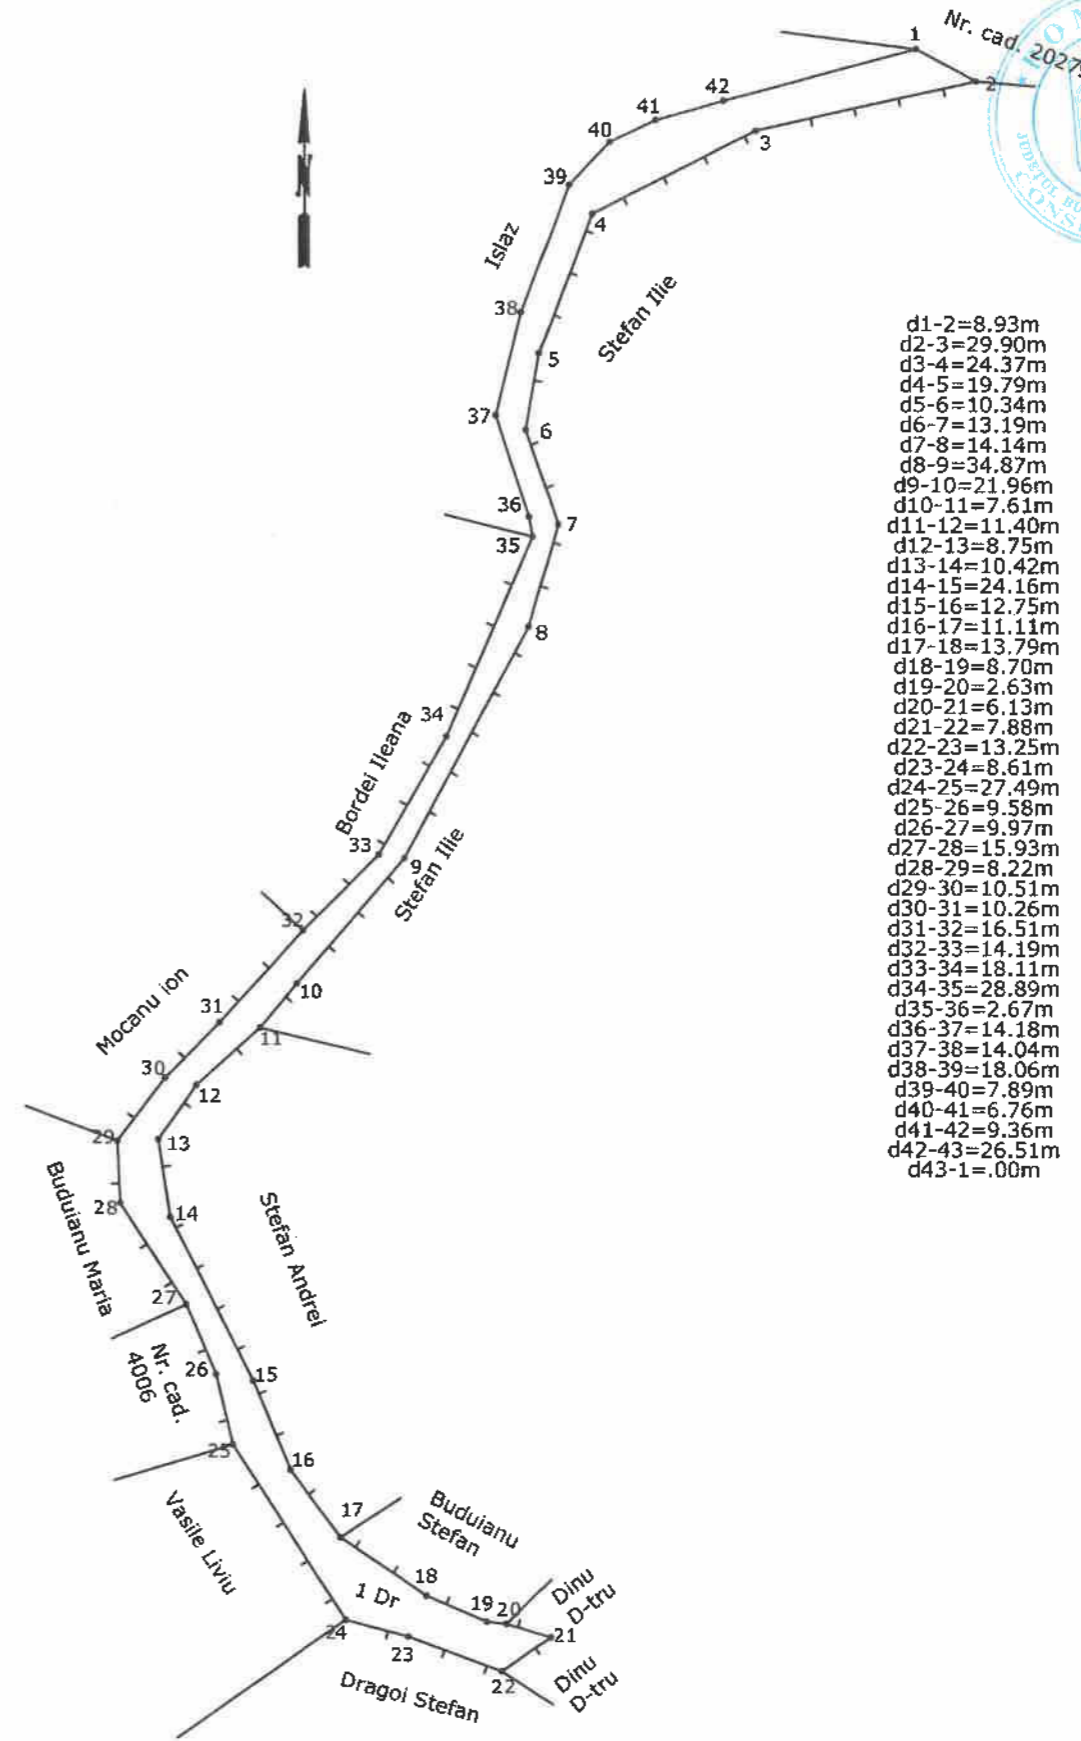 Nr. cad. 2027
1
2
42
41
40
3
39
4
Islaz
38
Stefan Ilie
5
37
6
36
7
35
8
34
Bordei Ileana
33
9
Stefan Ilie
32
10
Mocanu ion
31
11
30
12
29
13
28
14
Buduianu Maria
Stefan Andrei
27
Nr. cad.
4006
26
15
25
16
Vasile Liviu
17
Buduianu
Stefan
18
1 Dr
19
20
Dinu
D-tru
21
24
23
22
Dinu
D-tru
Dragoi Stefan
N
d1-2=8.93m
d2-3=29.90m
d3-4=24.37m
d4-5=19.79m
d5-6=10.34m
d6-7=13.19m
d7-8=14.14m
d8-9=34.87m
d9-10=21.96m
d10-11=7.61m
d11-12=11.40m
d12-13=8.75m
d13-14=10.42m
d14-15=24.16m
d15-16=12.75m
d16-17=11.11m
d17-18=13.79m
d18-19=8.70m
d19-20=2.63m
d20-21=6.13m
d21-22=7.88m
d22-23=13.25m
d23-24=8.61m
d24-25=27.49m
d25-26=9.58m
d26-27=9.97m
d27-28=15.93m
d28-29=8.22m
d29-30=10.51m
d30-31=10.26m
d31-32=16.51m
d32-33=14.19m
d33-34=18.11m
d34-35=28.89m
d35-36=2.67m
d36-37=14.18m
d37-38=14.04m
d38-39=18.06m
d39-40=7.89m
d40-41=6.76m
d41-42=9.36m
d42-43=26.51m
d43-1=.00m
JUDETUL